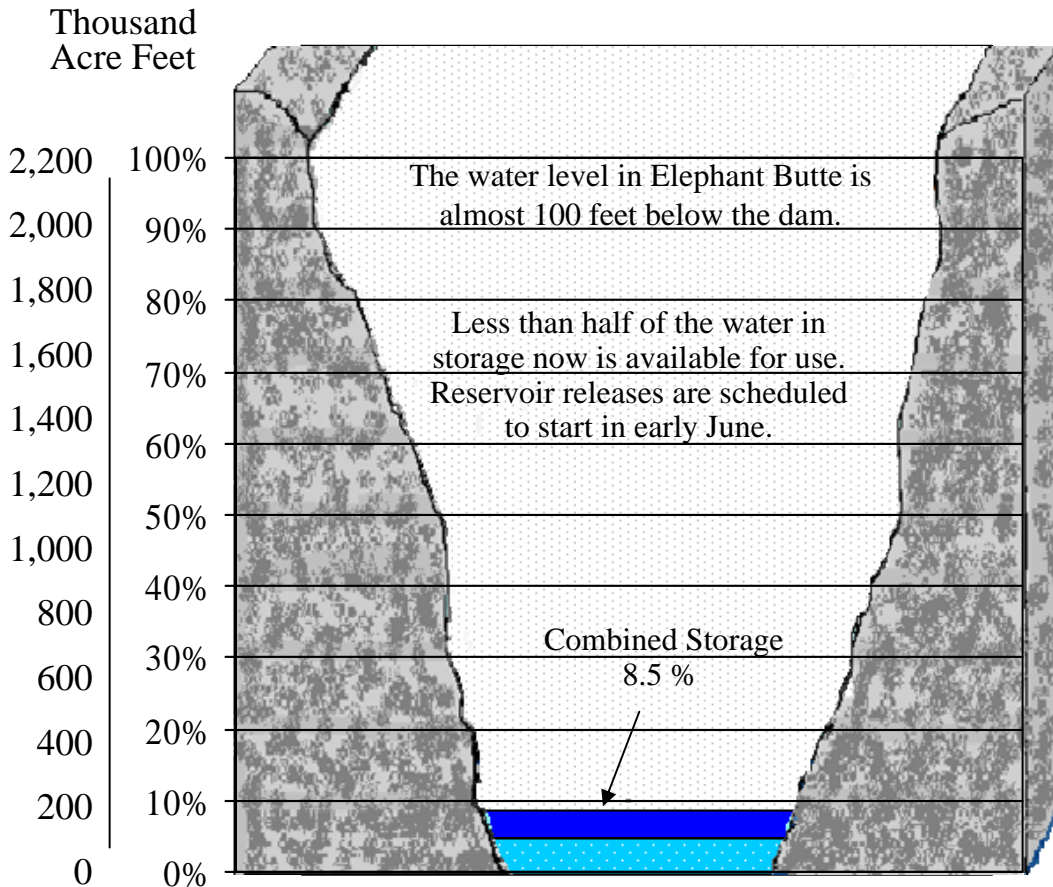 Thousand
Acre Feet
2,200
2,000
1,800
1,600
1,400
1,200
1,000
800
600
400
200
0
100%
90%
80%
70%
60%
50%
40%
30%
20%
10%
0%
The water level in Elephant Butte is
almost 100 feet below the dam.
Less than half of the water in
storage now is available for use.
Reservoir releases are scheduled
to start in early June.
Combined Storage
8.5 %